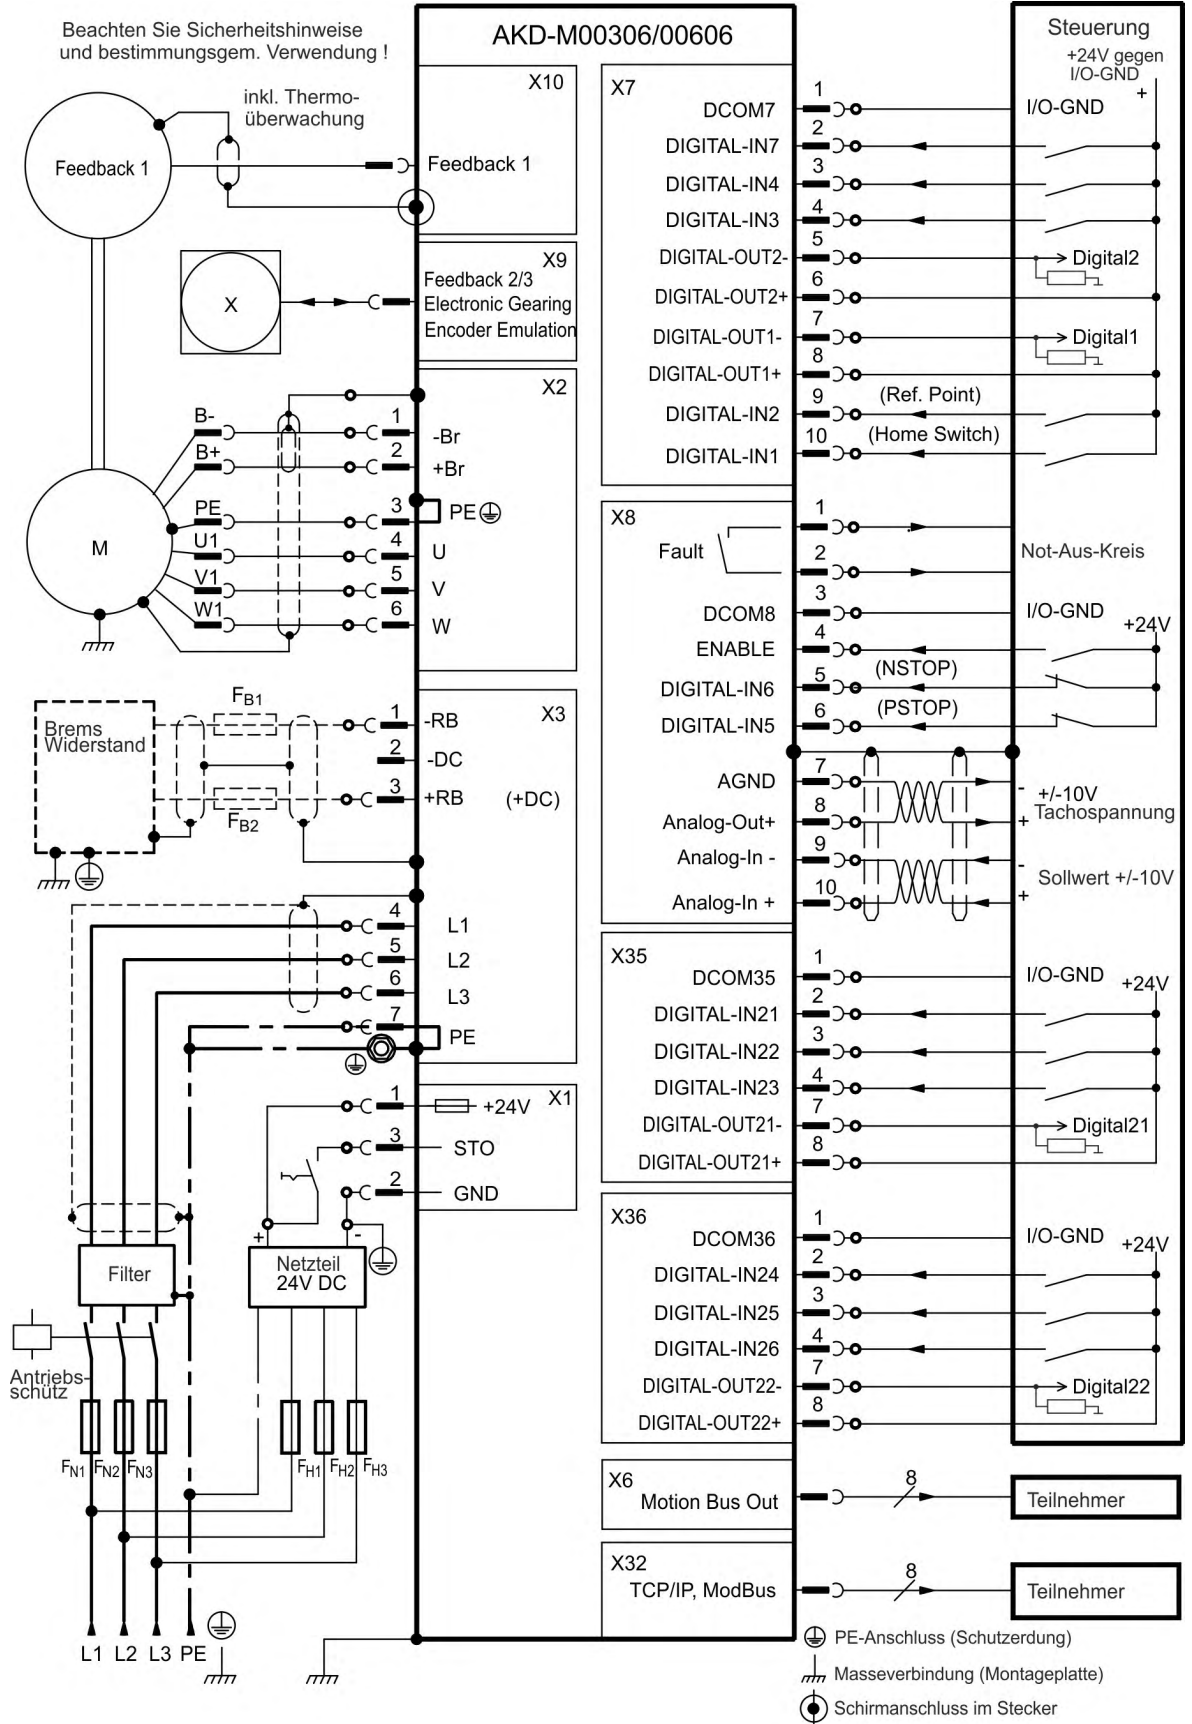 Beachten Sie Sicherheitshinweise
und bestimmungsgem. Verwendung !
AKD-M00306/00606
Steuerung
+24V gegen
I/O-GND
+
inkl. Thermo-
überwachung
Feedback 1
X10
Feedback 1
X9
X
Feedback 2/3
Electronic Gearing
Encoder Emulation
X2
B-
1
-Br
B+
2
+Br
PE
3
PE
U1
4
U
V1
5
V
W1
6
W
M
FB1
X3
Brems
Widerstand
1
-RB
2
-DC
3
+RB
(+DC)
FB2
4
L1
5
L2
6
L3
7
PE
X1
1
+24V
3
STO
2
GND
+
-
Filter
Netzteil
24V DC
Antriebs-
schütz
FN1
FN2
FN3
FH1
FH2
FH3
L1
L2
L3
PE
X7
DCOM7
1
I/O-GND
DIGITAL-IN7
2
DIGITAL-IN4
3
DIGITAL-IN3
4
DIGITAL-OUT2-
5
Digital2
DIGITAL-OUT2+
6
DIGITAL-OUT1-
7
Digital1
DIGITAL-OUT1+
8
DIGITAL-IN2
9
(Ref. Point)
DIGITAL-IN1
10
(Home Switch)
X8
Fault
1
2
Not-Aus-Kreis
DCOM8
3
I/O-GND
+24V
ENABLE
4
DIGITAL-IN6
5
(NSTOP)
DIGITAL-IN5
6
(PSTOP)
AGND
7
-
+/-10V
Tachospannung
Analog-Out+
8
+
Analog-In -
9
-
Sollwert +/-10V
Analog-In +
10
+
X35
DCOM35
1
I/O-GND
+24V
DIGITAL-IN21
2
DIGITAL-IN22
3
DIGITAL-IN23
4
DIGITAL-OUT21-
7
Digital21
DIGITAL-OUT21+
8
X36
DCOM36
1
I/O-GND
+24V
DIGITAL-IN24
2
DIGITAL-IN25
3
DIGITAL-IN26
4
DIGITAL-OUT22-
7
Digital22
DIGITAL-OUT22+
8
X6
Motion Bus Out
8
Teilnehmer
X32
TCP/IP, ModBus
8
Teilnehmer
PE-Anschluss (Schutzerdung)
Masseverbindung (Montageplatte)
Schirmanschluss im Stecker